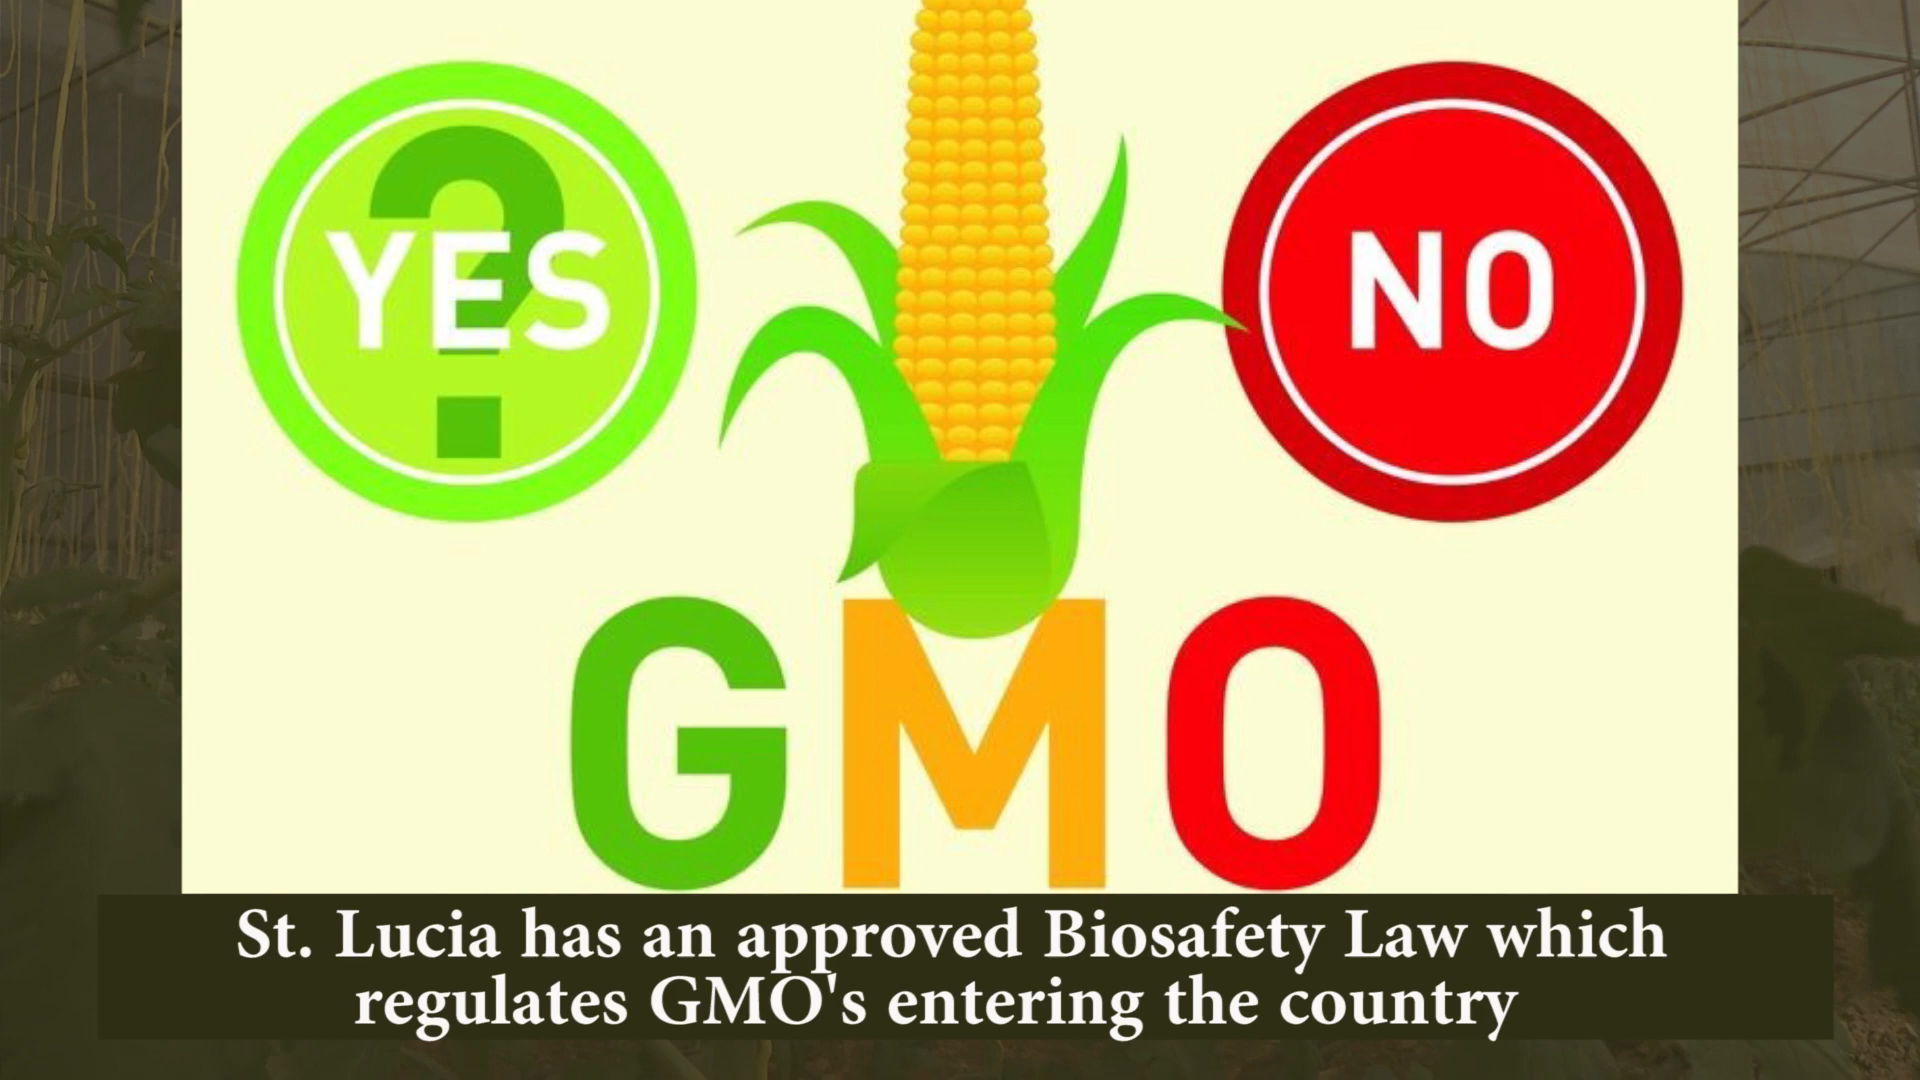 YES
?
NO
GMO
St. Lucia has an approved Biosafety Law which
regulates GMO's entering the country